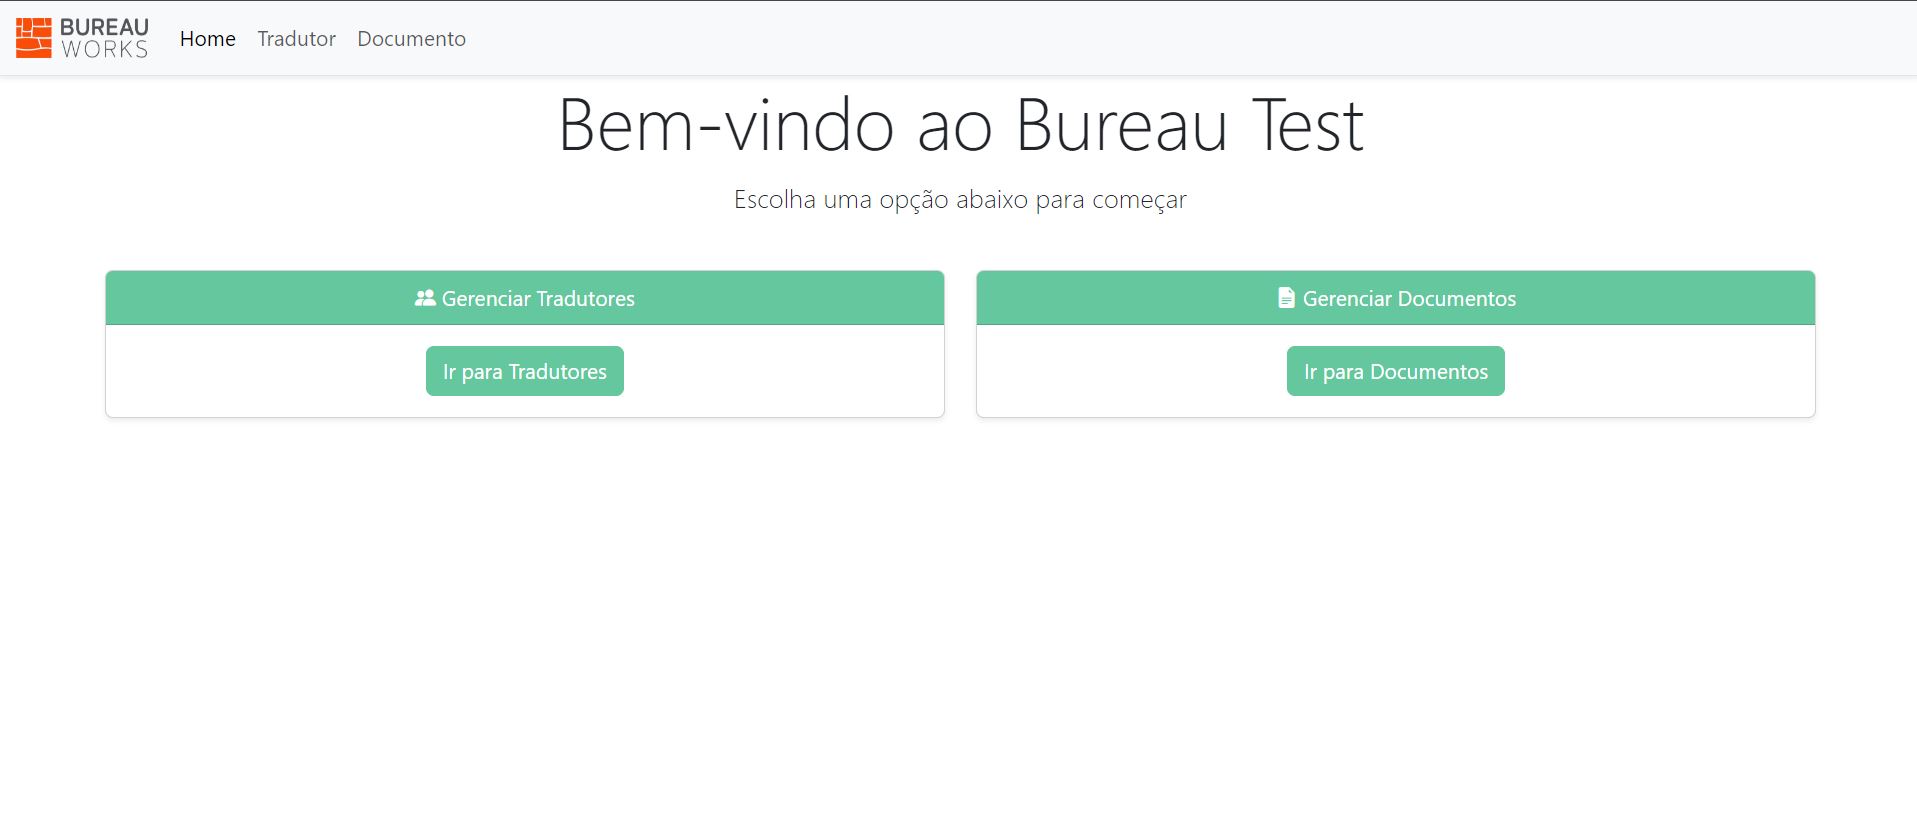 BUREAU
WORKS
Home Tradutor Documento
Bem-vindo ao Bureau Test
Escolha uma opção abaixo para começar
Gerenciar Tradutores
Ir para Tradutores
Gerenciar Documentos
Ir para Documentos